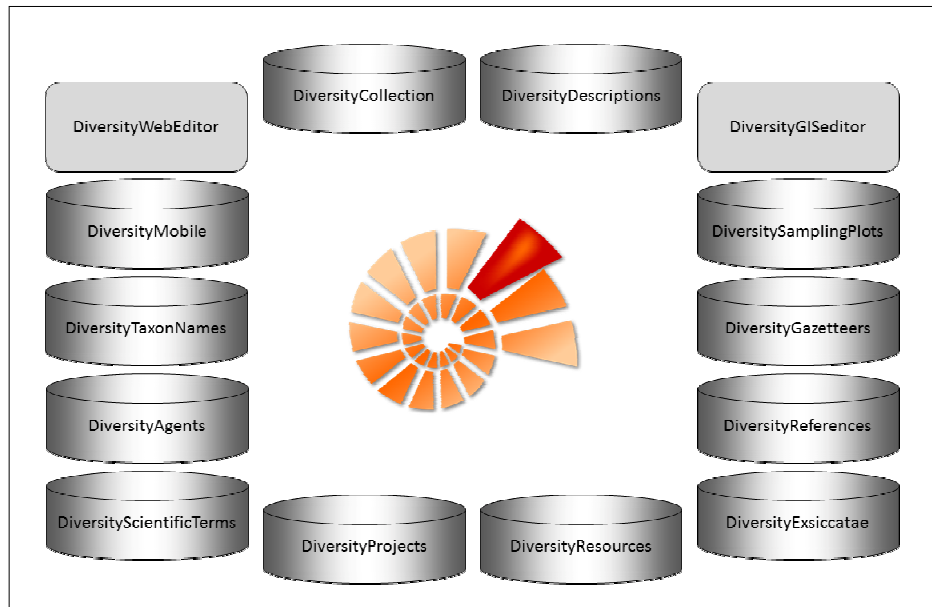 DiversityCollection
DiversityDescriptions
DiversityWebEditor
DiversityGISeditor
DiversityMobile
DiversitySamplingPlots
DiversityTaxonNames
DiversityGazetteers
DiversityAgents
DiversityReferences
DiversityScientificTerms
DiversityExsiccatae
DiversityProjects
DiversityResources